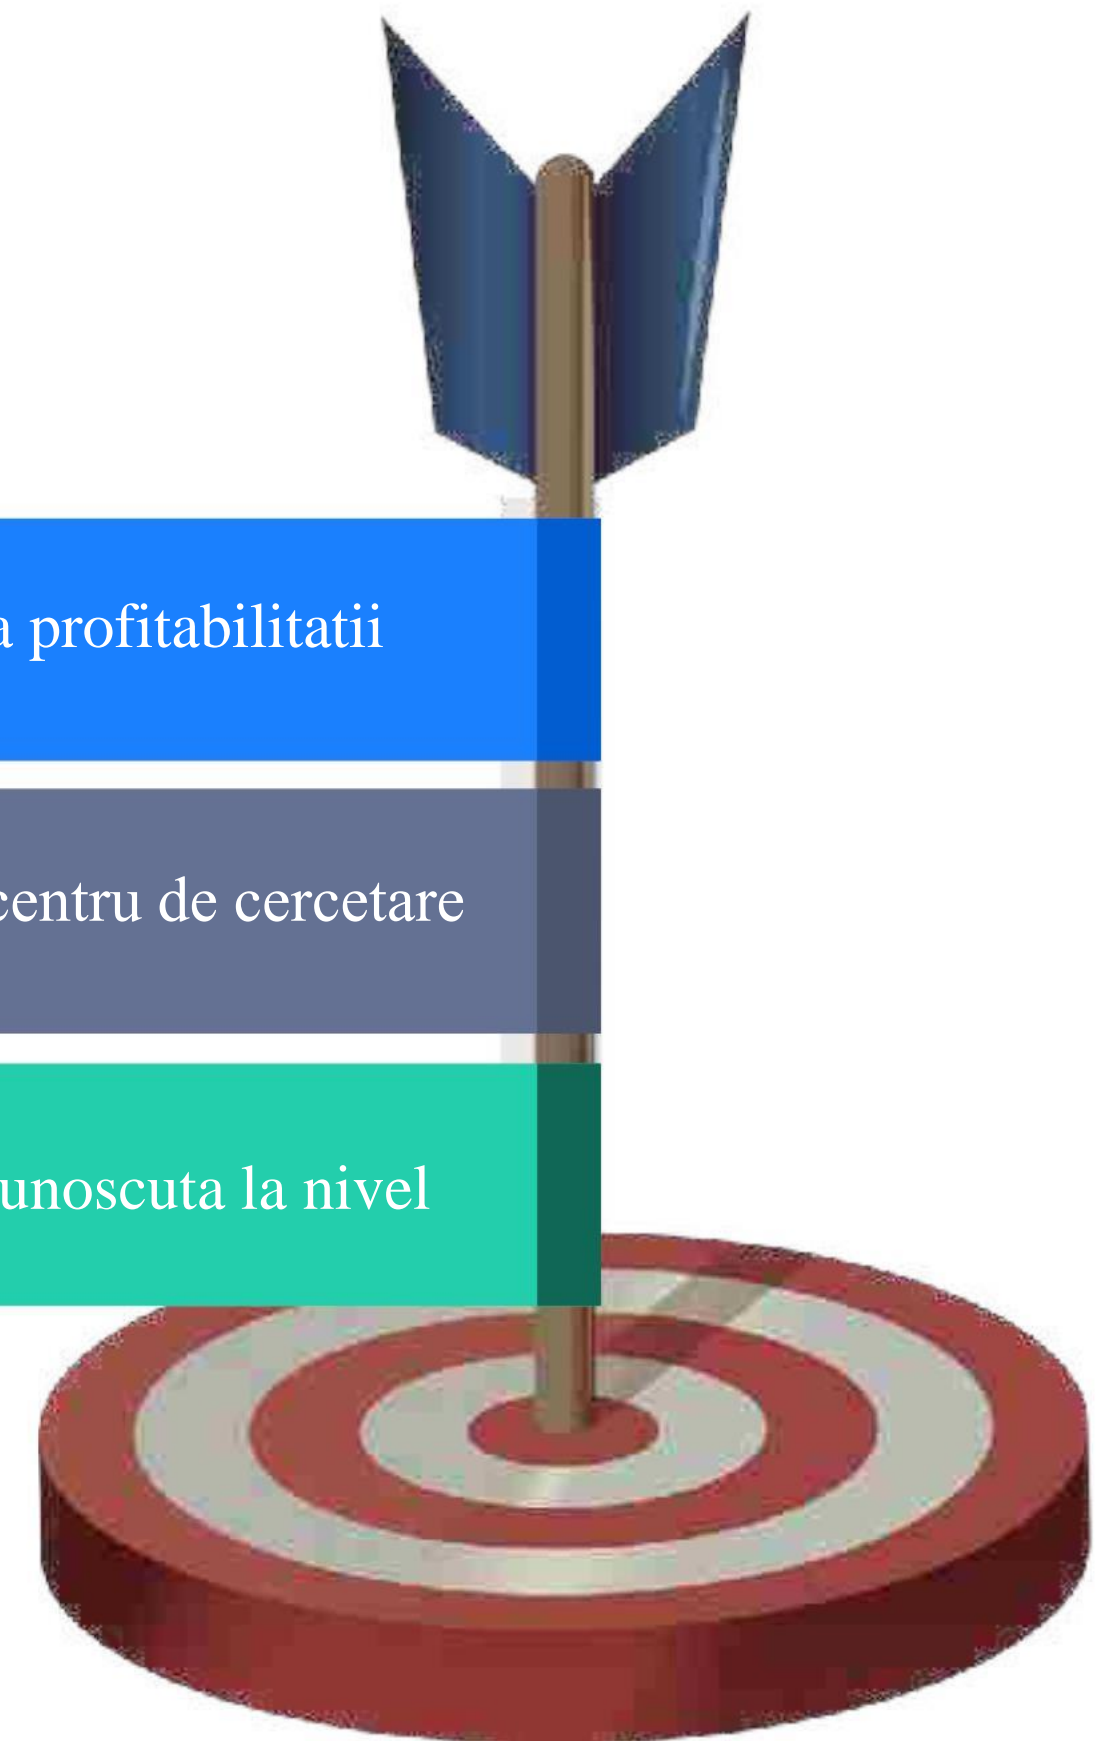 a profitabilitatii
centru de cercetare
unoscuta la nivel